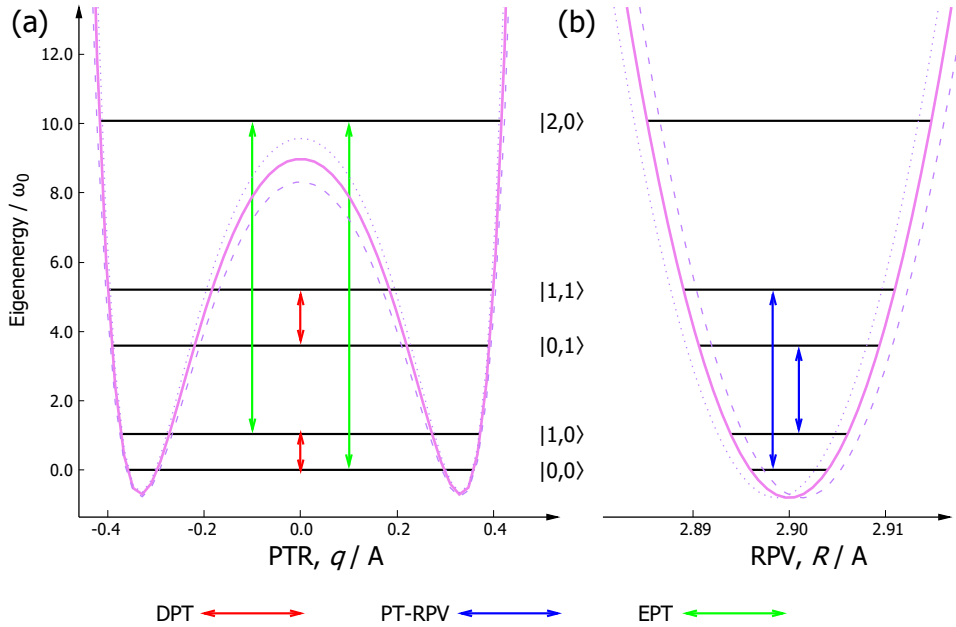 (a)
(b)
Eigenenergy / ω0
12.0
10.0
8.0
6.0
4.0
2.0
0.0
-0.4
-0.2
0.0
0.2
0.4
PTR, q / A
|2,0⟩
|1,1⟩
|0,1⟩
|1,0⟩
|0,0⟩
2.89
2.90
2.91
RPV, R / A
DPT
PT-RPV
EPT